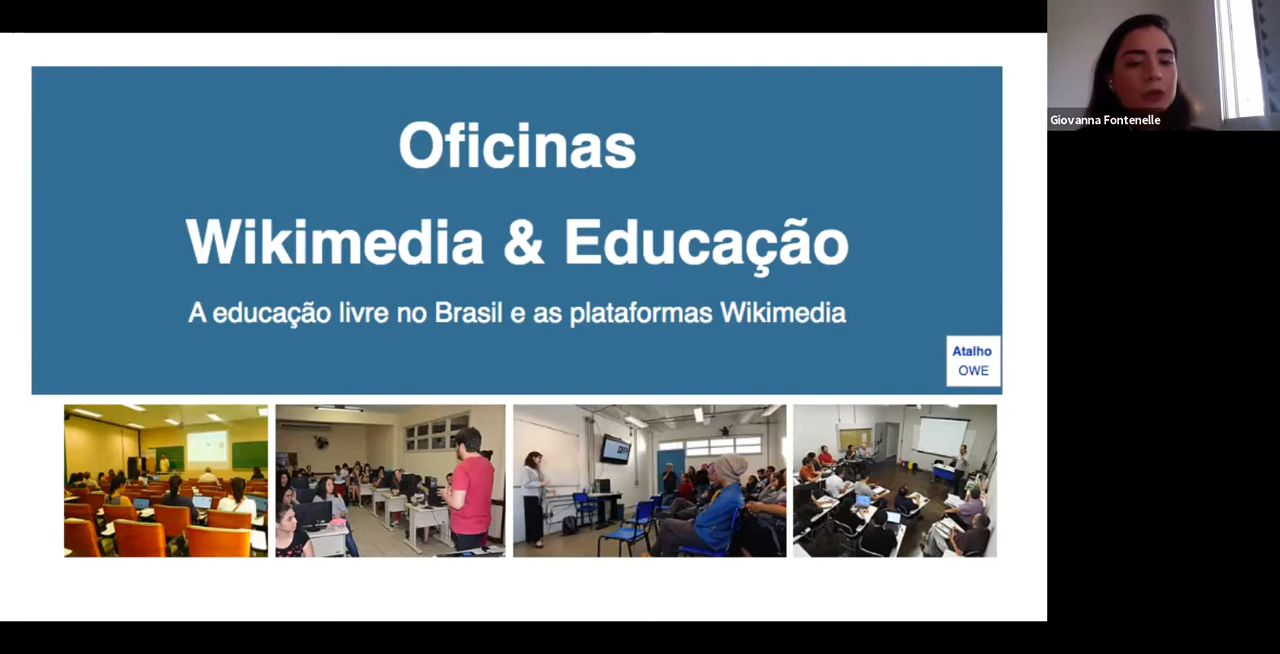 Oficinas
Wikimedia & Educação
A educação livre no Brasil e as plataformas Wikimedia
Atalho
OWE
Giovanna Fontenelle